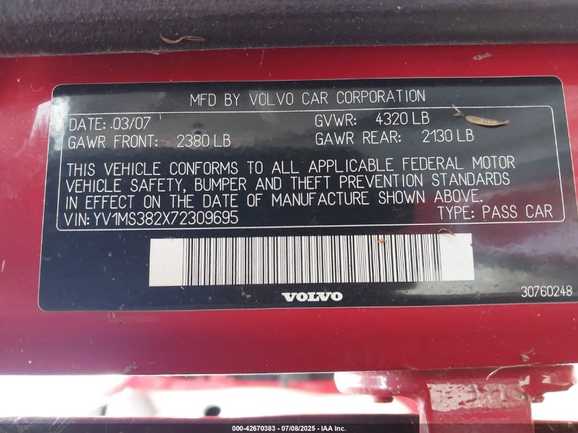 MFD BY VOLVO CAR CORPORATION
DATE: 03/07 GVWR: 4320 LB
GAWR FRONT: 2380 LB GAWR REAR: 2130 LB
THIS VEHICLE CONFORMS TO ALL APPLICABLE FEDERAL MOTOR
VEHICLE SAFETY, BUMPER AND THEFT PREVENTION STANDARDS
IN EFFECT ON THE DATE OF MANUFACTURE SHOWN ABOVE.
VIN: YV1MS382X72309695 TYPE: PASS CAR
VOLVO
30760248
000-42670383 - 07/08/2025 - IAA Inc.